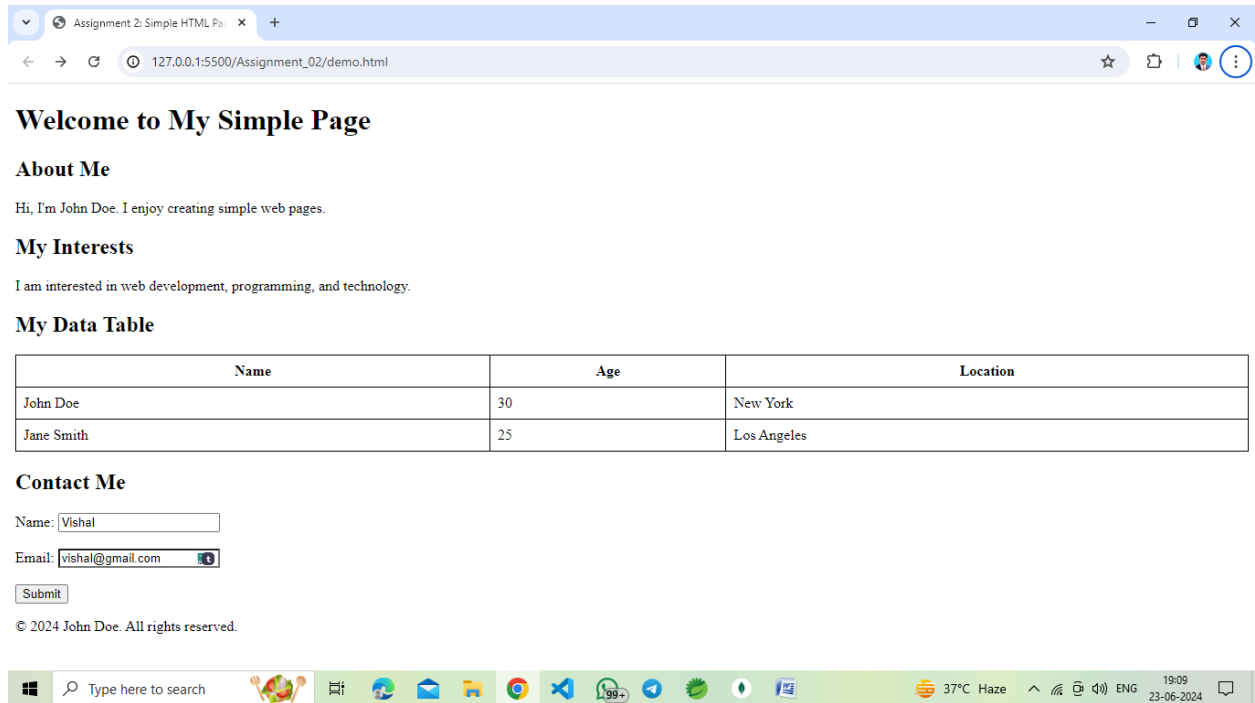 Assignment 2: Simple HTML Pa
127.0.0.1:5500/Assignment_02/demo.html
Welcome to My Simple Page
About Me
Hi, I'm John Doe. I enjoy creating simple web pages.
My Interests
I am interested in web development, programming, and technology.
My Data Table
Name Age Location
John Doe 30 New York
Jane Smith 25 Los Angeles
Contact Me
Name: Vishal
Email: vishal@gmail.com
Submit
© 2024 John Doe. All rights reserved.
Type here to search 99+ 37°C Haze ENG 19:09
23-06-2024